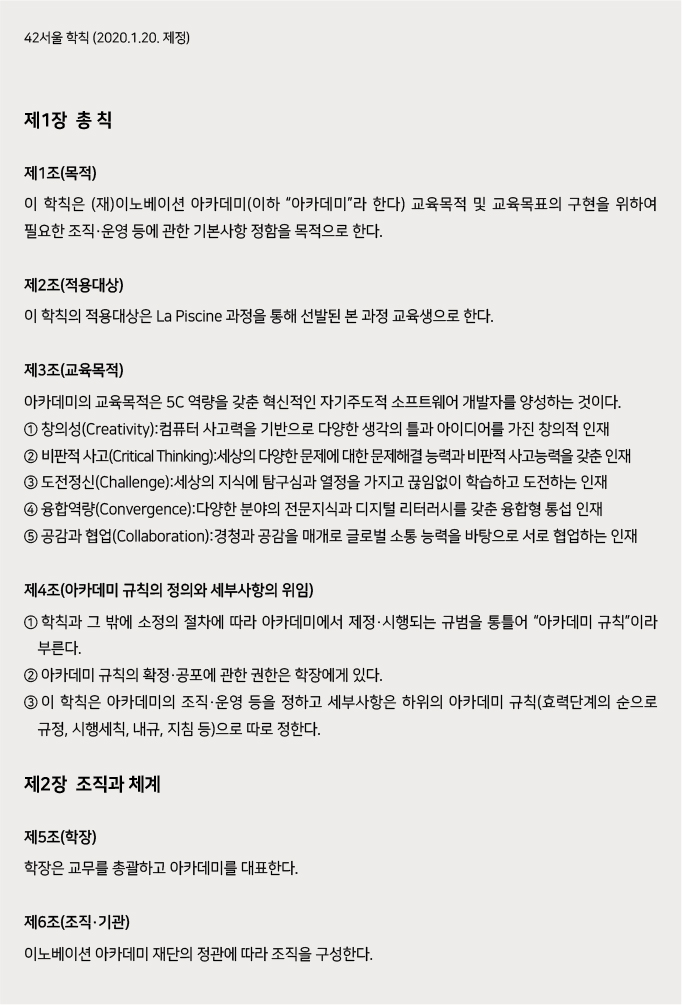 42서울 학칙 (2020.1.20. 제정)
제1장 총 칙
제1조(목적)
이 학칙은 (재)이노베이션 아카데미(이하 “아카데미”라 한다) 교육목적 및 교육목표의 구현을 위하여
필요한 조직·운영 등에 관한 기본사항 정함을 목적으로 한다.
제2조(적용대상)
이 학칙의 적용대상은 La Piscine 과정을 통해 선발된 본 과정 교육생으로 한다.
제3조(교육목적)
아카데미의 교육목적은 5C 역량을 갖춘 혁신적인 자기주도적 소프트웨어 개발자를 양성하는 것이다.
① 창의성(Creativity):컴퓨터 사고력을 기반으로 다양한 생각의 틀과 아이디어를 가진 창의적 인재
② 비판적 사고(Critical Thinking):세상의 다양한 문제에 대한 문제해결 능력과 비판적 사고능력을 갖춘 인재
③ 도전정신(Challenge):세상의 지식에 탐구심과 열정을 가지고 끊임없이 학습하고 도전하는 인재
④ 융합역량(Convergence):다양한 분야의 전문지식과 디지털 리터러시를 갖춘 융합형 통섭 인재
⑤ 공감과 협업(Collaboration):경청과 공감을 매개로 글로벌 소통 능력을 바탕으로 서로 협업하는 인재
제4조(아카데미 규칙의 정의와 세부사항의 위임)
① 학칙과 그 밖에 소정의 절차에 따라 아카데미에서 제정·시행되는 규범을 통틀어 “아카데미 규칙”이라
부른다.
② 아카데미 규칙의 확정·공포에 관한 권한은 학장에게 있다.
③ 이 학칙은 아카데미의 조직·운영 등을 정하고 세부사항은 하위의 아카데미 규칙(효력단계의 순으로
규정, 시행세칙, 내규, 지침 등)으로 따로 정한다.
제2장 조직과 체계
제5조(학장)
학장은 교무를 총괄하고 아카데미를 대표한다.
제6조(조직·기관)
이노베이션 아카데미 재단의 정관에 따라 조직을 구성한다.